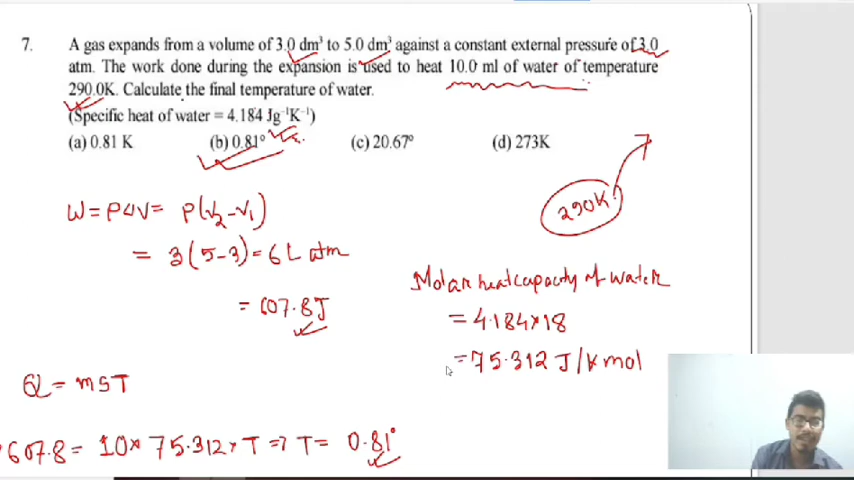 7. A gas expands from a volume of 3.0 dm³ to 5.0 dm³ against a constant external pressure of 3.0
atm. The work done during the expansion is used to heat 10.0 ml of water of temperature
290.0K. Calculate the final temperature of water.
(Specific heat of water = 4.184 Jg⁻¹K⁻¹)
(a) 0.81 K (b) 0.81° (c) 20.67° (d) 273K
290K
W = PΔV = P(V₂-V₁)
= 3(5-3) = 6L atm
= 607.8J
Molar heat capacity of water
= 4.184×18
= 75.312 J/K mol
Q = mST
607.8 = 10× 75.312 × T ⇒ T = 0.81°